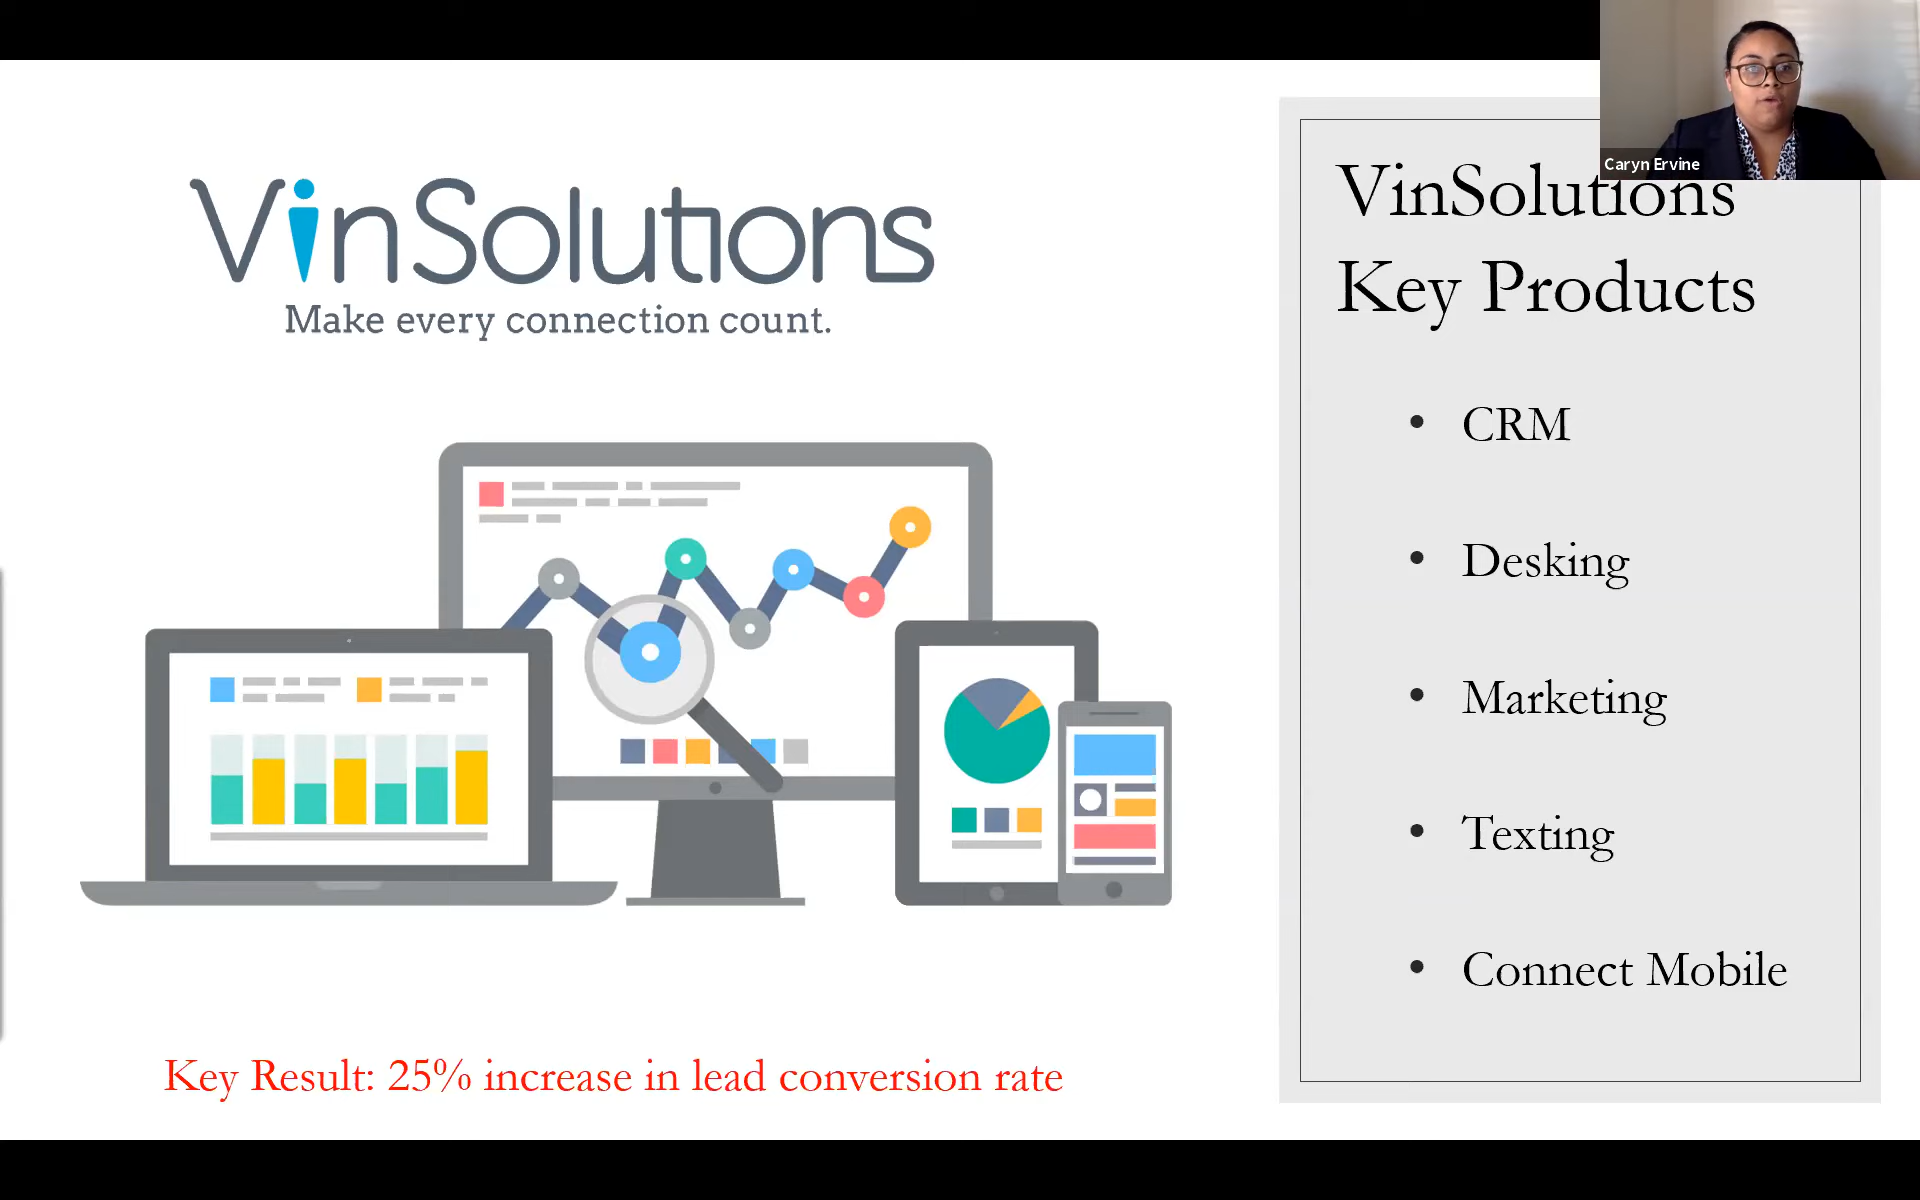 Caryn Ervine
VinSolutions
Make every connection count.
VinSolutions
Key Products
• CRM
• Desking
• Marketing
• Texting
• Connect Mobile
Key Result: 25% increase in lead conversion rate